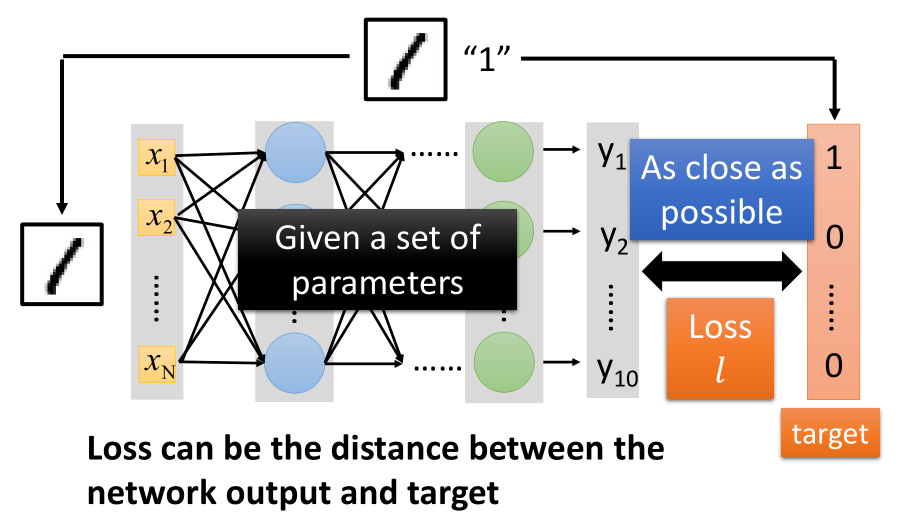 “1”
x1
x2
......
xN
......
......
Given a set of
parameters
y1
y2
......
y10
As close as
possible
Loss
l
1
0
......
0
target
Loss can be the distance between the
network output and target